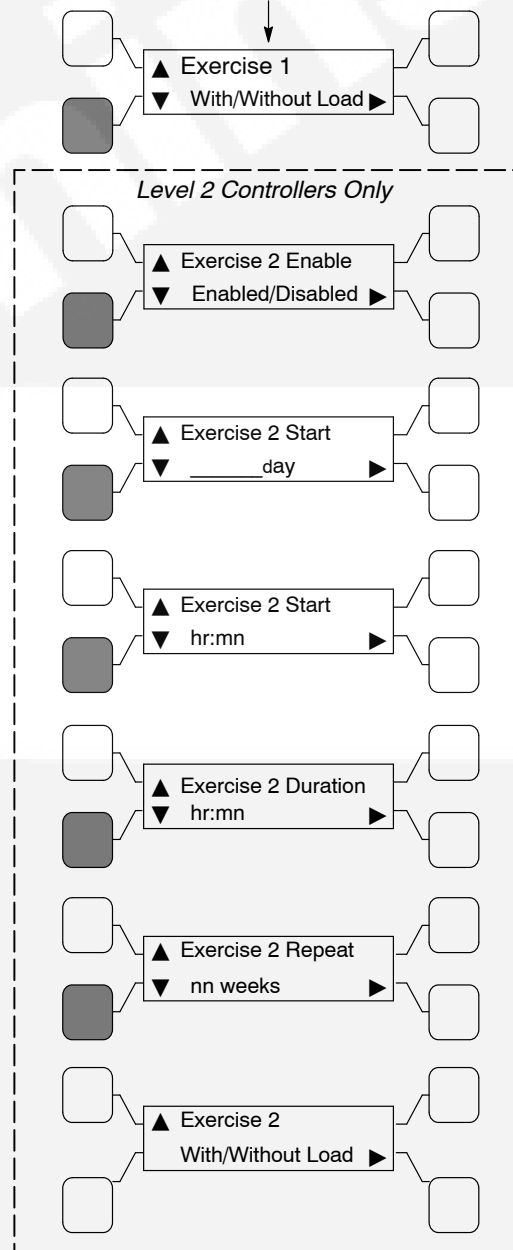 ▲ Exercise 1
▼ With/Without Load ▶
Level 2 Controllers Only
▲ Exercise 2 Enable
▼ Enabled/Disabled ▶
▲ Exercise 2 Start
▼ ______day ▶
▲ Exercise 2 Start
▼ hr:mn ▶
▲ Exercise 2 Duration
▼ hr:mn ▶
▲ Exercise 2 Repeat
▼ nn weeks ▶
▲ Exercise 2
With/Without Load ▶